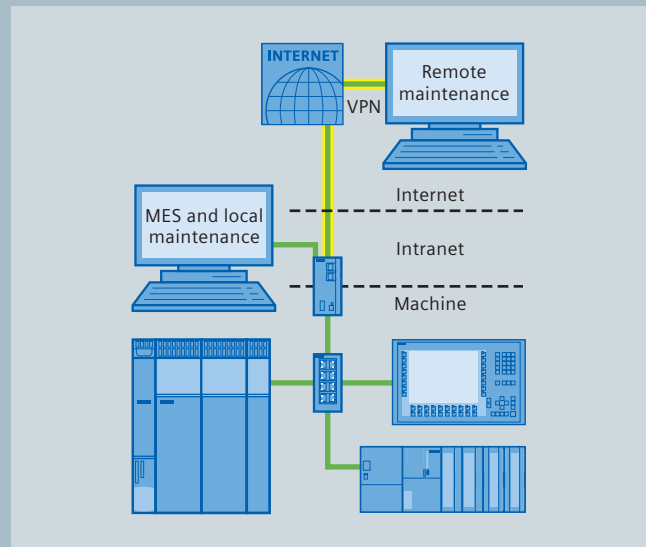 INTERNET
Remote
maintenance
VPN
Internet
MES and local
maintenance
Intranet
Machine